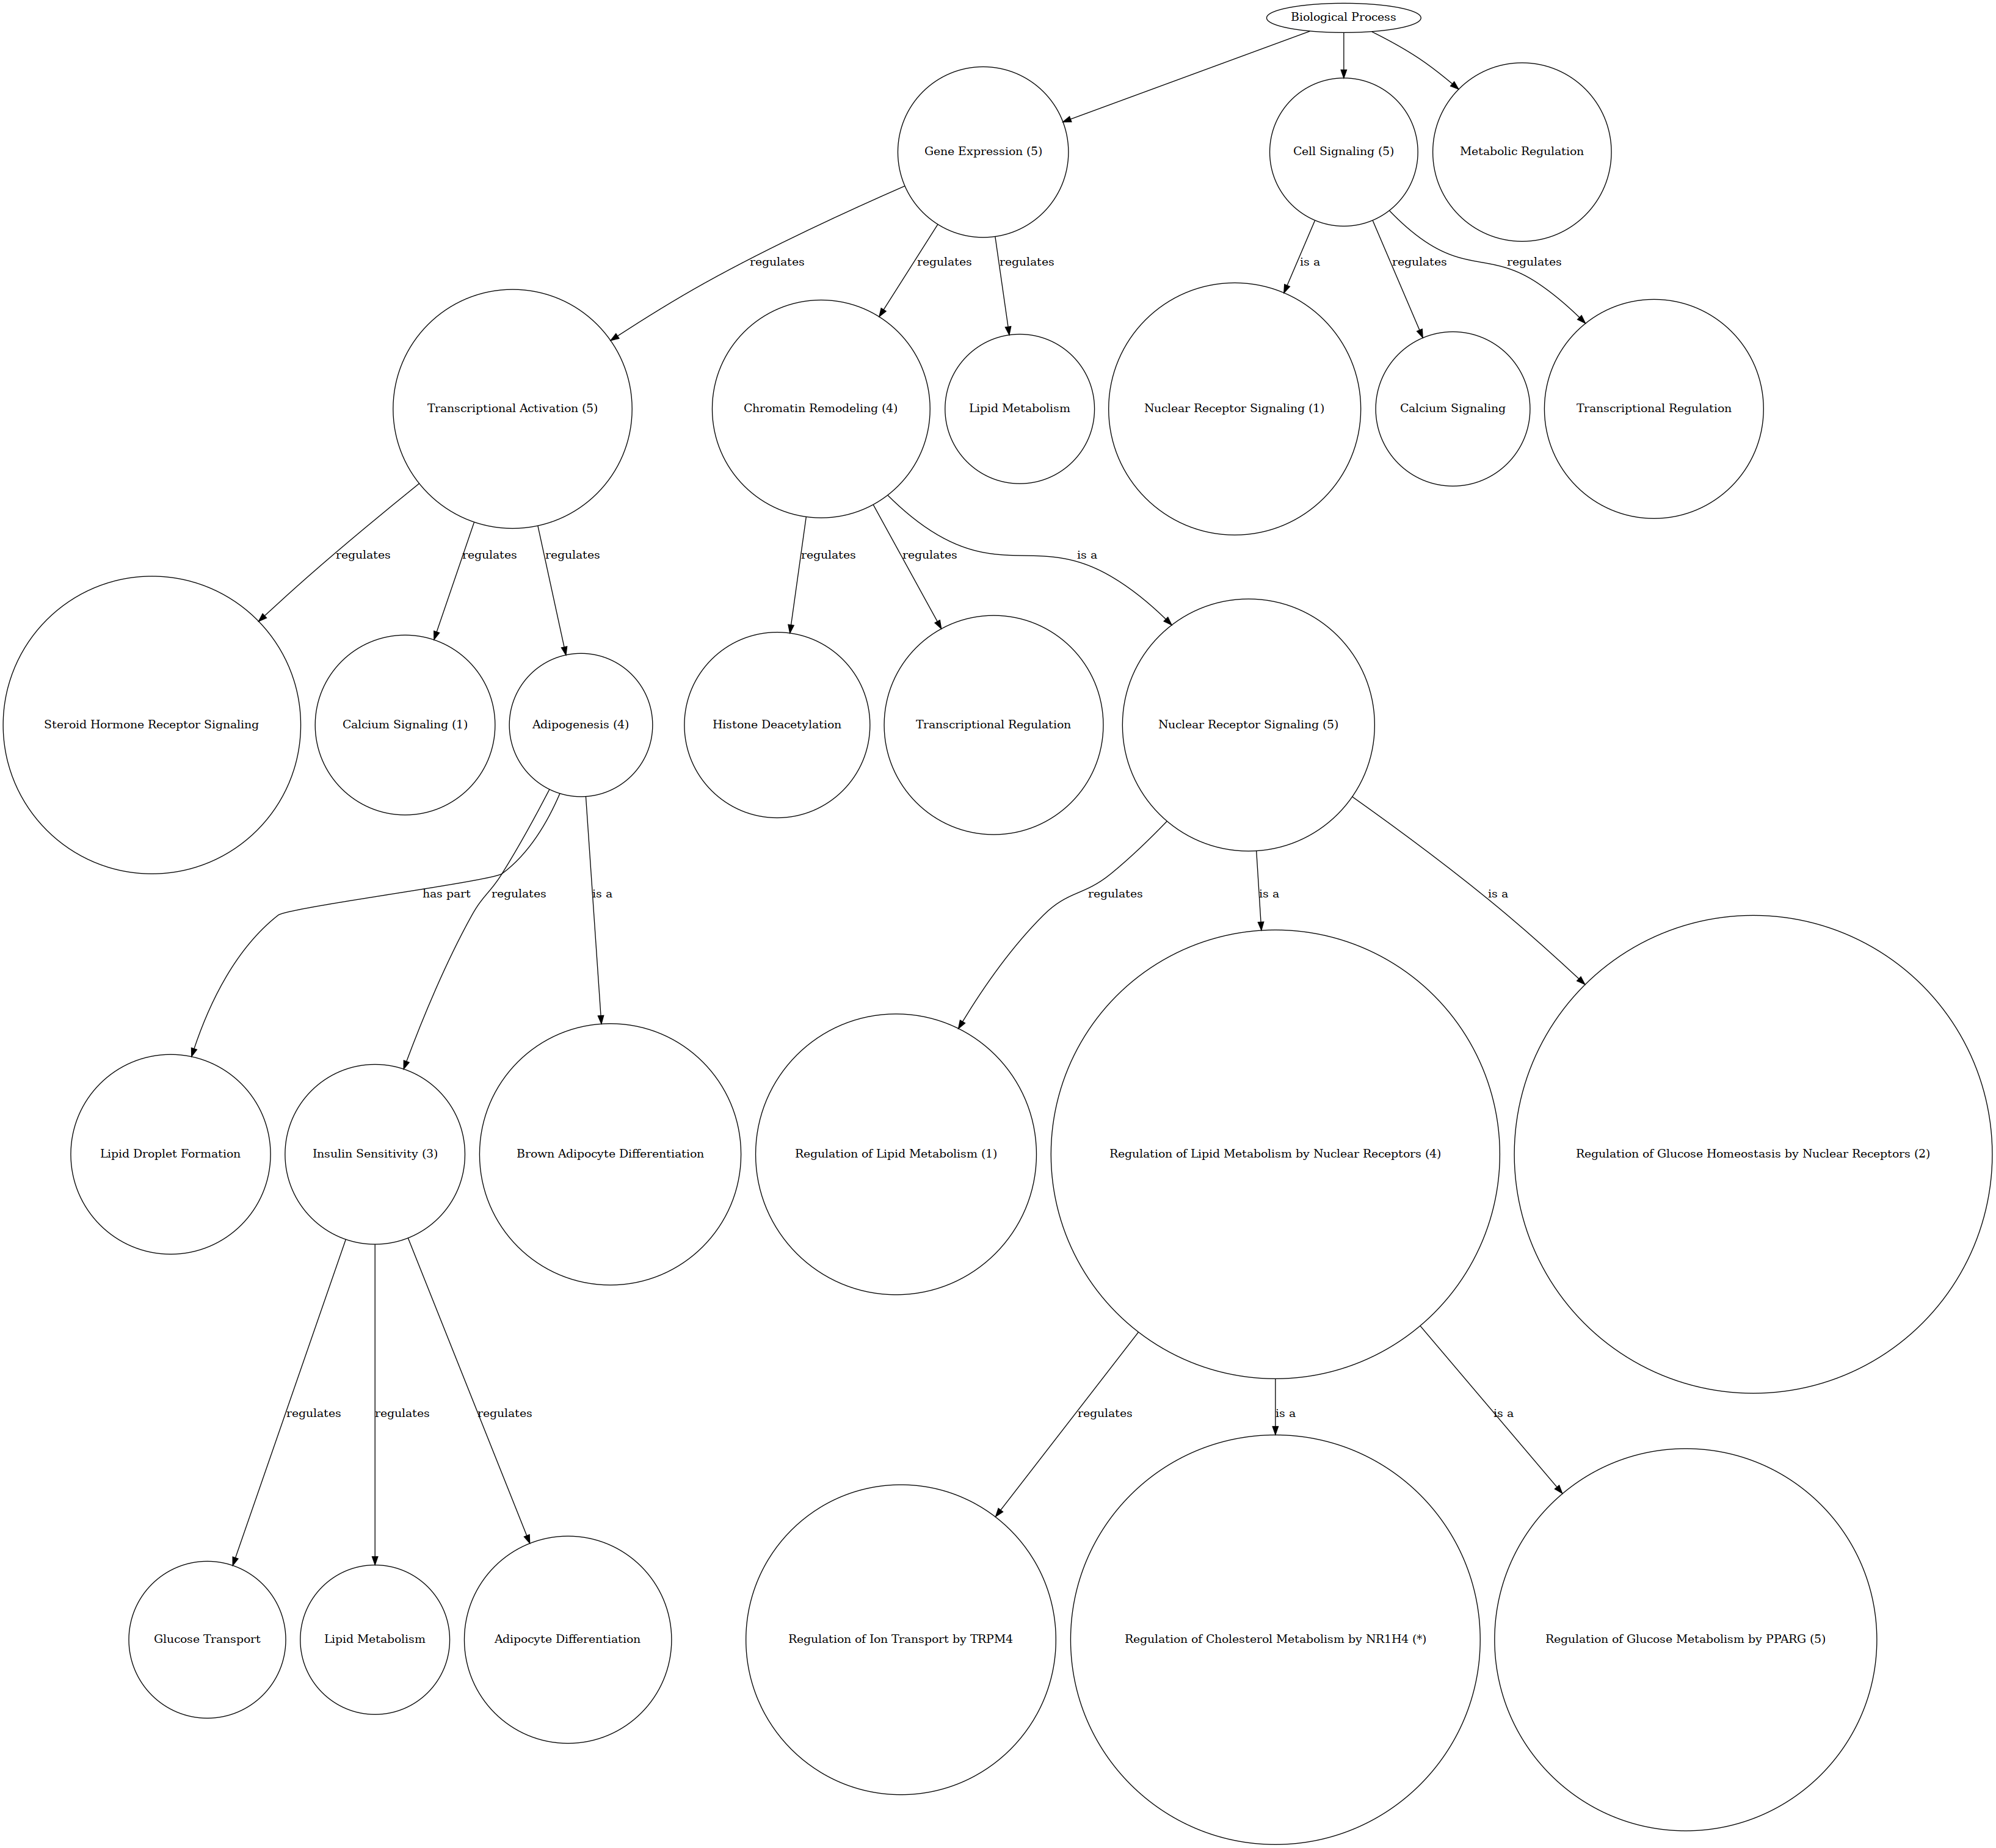 Biological Process
Gene Expression (5)
Cell Signaling (5)
Metabolic Regulation
regulates
regulates
regulates
is a
regulates
regulates
Transcriptional Activation (5)
Chromatin Remodeling (4)
Lipid Metabolism
Nuclear Receptor Signaling (1)
Calcium Signaling
Transcriptional Regulation
regulates
regulates
regulates
regulates
regulates
is a
Steroid Hormone Receptor Signaling
Calcium Signaling (1)
Adipogenesis (4)
Histone Deacetylation
Transcriptional Regulation
Nuclear Receptor Signaling (5)
has part
regulates
is a
regulates
is a
is a
Lipid Droplet Formation
Insulin Sensitivity (3)
Brown Adipocyte Differentiation
Regulation of Lipid Metabolism (1)
Regulation of Lipid Metabolism by Nuclear Receptors (4)
Regulation of Glucose Homeostasis by Nuclear Receptors (2)
regulates
regulates
regulates
regulates
is a
is a
Glucose Transport
Lipid Metabolism
Adipocyte Differentiation
Regulation of Ion Transport by TRPM4
Regulation of Cholesterol Metabolism by NR1H4 (*)
Regulation of Glucose Metabolism by PPARG (5)